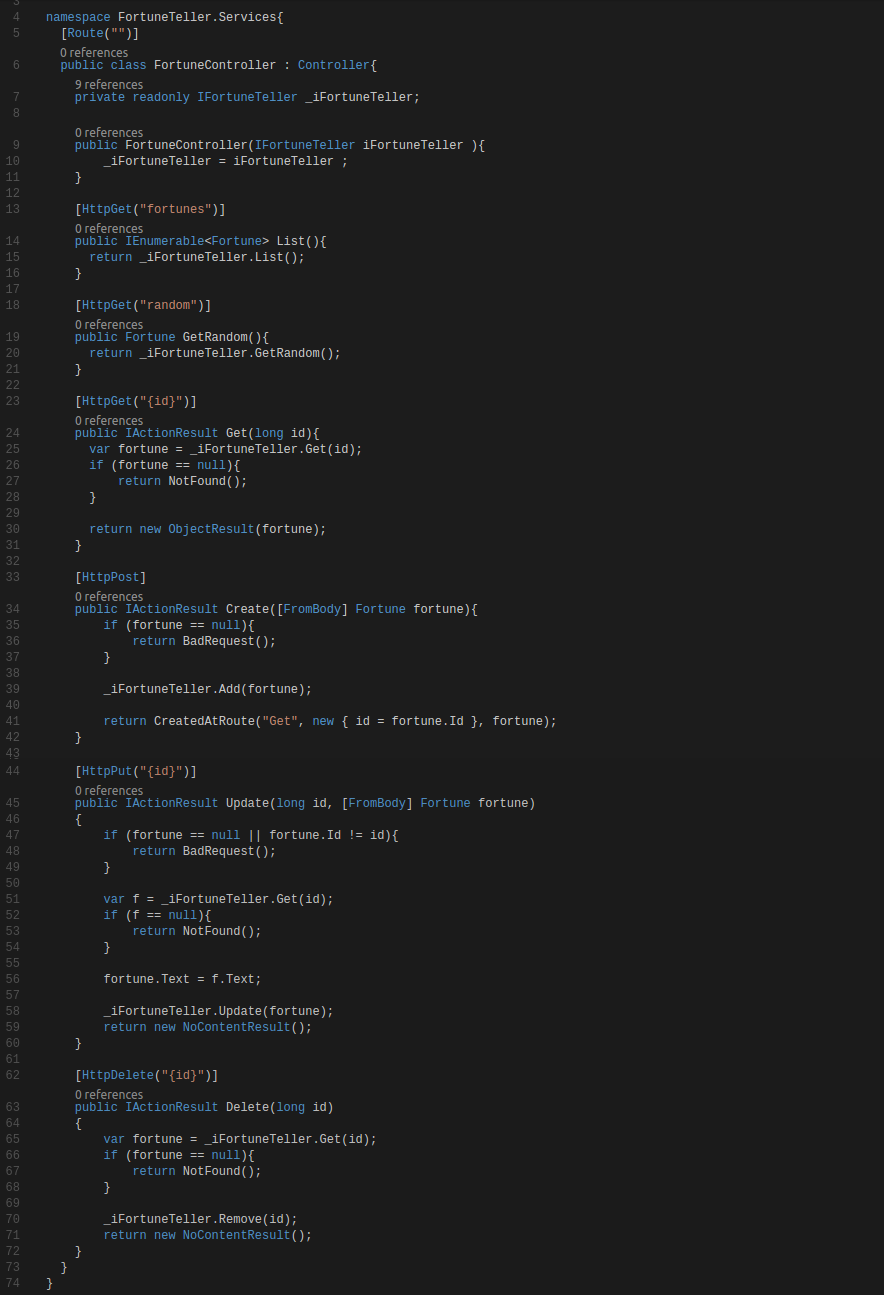 3
4 namespace FortuneTeller.Services{
5 [Route("")]
0 references
6 public class FortuneController : Controller{
9 references
7 private readonly IFortuneTeller _iFortuneTeller;
8
0 references
9 public FortuneController(IFortuneTeller iFortuneTeller ){
10 _iFortuneTeller = iFortuneTeller ;
11 }
12
13 [HttpGet("fortunes")]
0 references
14 public IEnumerable<Fortune> List(){
15 return _iFortuneTeller.List();
16 }
17
18 [HttpGet("random")]
0 references
19 public Fortune GetRandom(){
20 return _iFortuneTeller.GetRandom();
21 }
22
23 [HttpGet("{id}")]
0 references
24 public IActionResult Get(long id){
25 var fortune = _iFortuneTeller.Get(id);
26 if (fortune == null){
27 return NotFound();
28 }
29
30 return new ObjectResult(fortune);
31 }
32
33 [HttpPost]
0 references
34 public IActionResult Create([FromBody] Fortune fortune){
35 if (fortune == null){
36 return BadRequest();
37 }
38
39 _iFortuneTeller.Add(fortune);
40
41 return CreatedAtRoute("Get", new { id = fortune.Id }, fortune);
42 }
43
44 [HttpPut("{id}")]
0 references
45 public IActionResult Update(long id, [FromBody] Fortune fortune)
46 {
47 if (fortune == null || fortune.Id != id){
48 return BadRequest();
49 }
50
51 var f = _iFortuneTeller.Get(id);
52 if (f == null){
53 return NotFound();
54 }
55
56 fortune.Text = f.Text;
57
58 _iFortuneTeller.Update(fortune);
59 return new NoContentResult();
60 }
61
62 [HttpDelete("{id}")]
0 references
63 public IActionResult Delete(long id)
64 {
65 var fortune = _iFortuneTeller.Get(id);
66 if (fortune == null){
67 return NotFound();
68 }
69
70 _iFortuneTeller.Remove(id);
71 return new NoContentResult();
72 }
73 }
74 }